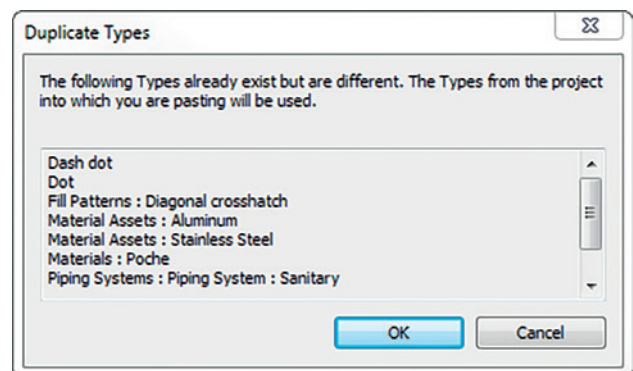 Duplicate Types
The following Types already exist but are different. The Types from the project
into which you are pasting will be used.
Dash dot
Dot
Fill Patterns : Diagonal crosshatch
Material Assets : Aluminum
Material Assets : Stainless Steel
Materials : Poche
Piping Systems : Piping System : Sanitary
OK
Cancel